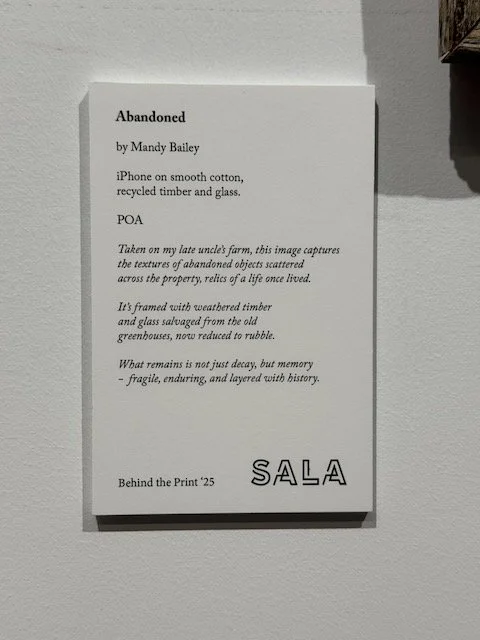 Abandoned
by Mandy Bailey
iPhone on smooth cotton,
recycled timber and glass.
POA
Taken on my late uncle's farm, this image captures
the textures of abandoned objects scattered
across the property, relics of a life once lived.
It's framed with weathered timber
and glass salvaged from the old
greenhouses, now reduced to rubble.
What remains is not just decay, but memory
– fragile, enduring, and layered with history.
Behind the Print '25
SALA